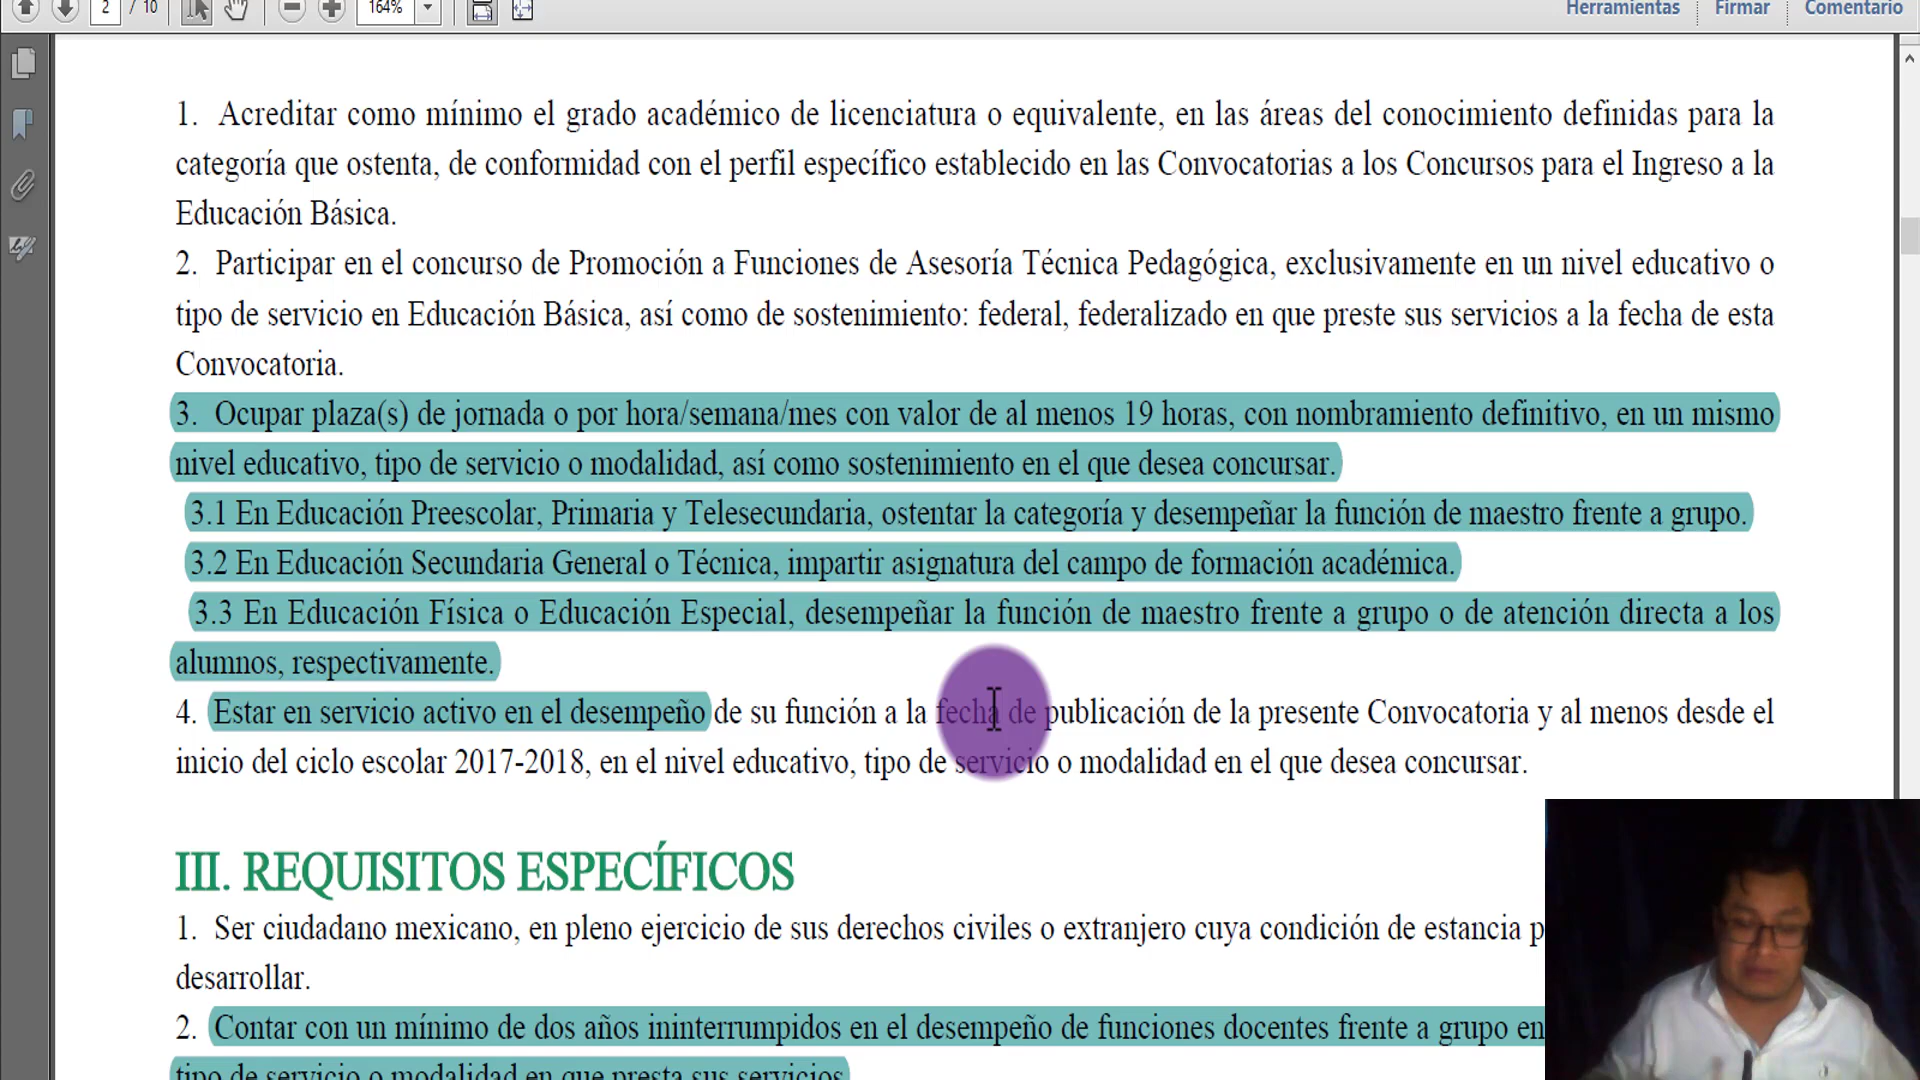 2 / 10 164% Herramientas Firmar Comentario
1. Acreditar como mínimo el grado académico de licenciatura o equivalente, en las áreas del conocimiento definidas para la
categoría que ostenta, de conformidad con el perfil específico establecido en las Convocatorias a los Concursos para el Ingreso a la
Educación Básica.
2. Participar en el concurso de Promoción a Funciones de Asesoría Técnica Pedagógica, exclusivamente en un nivel educativo o
tipo de servicio en Educación Básica, así como de sostenimiento: federal, federalizado en que preste sus servicios a la fecha de esta
Convocatoria.
3. Ocupar plaza(s) de jornada o por hora/semana/mes con valor de al menos 19 horas, con nombramiento definitivo, en un mismo
nivel educativo, tipo de servicio o modalidad, así como sostenimiento en el que desea concursar.
3.1 En Educación Preescolar, Primaria y Telesecundaria, ostentar la categoría y desempeñar la función de maestro frente a grupo.
3.2 En Educación Secundaria General o Técnica, impartir asignatura del campo de formación académica.
3.3 En Educación Física o Educación Especial, desempeñar la función de maestro frente a grupo o de atención directa a los
alumnos, respectivamente.
4. Estar en servicio activo en el desempeño de su función a la fecha de publicación de la presente Convocatoria y al menos desde el
inicio del ciclo escolar 2017-2018, en el nivel educativo, tipo de servicio o modalidad en el que desea concursar.
III. REQUISITOS ESPECÍFICOS
1. Ser ciudadano mexicano, en pleno ejercicio de sus derechos civiles o extranjero cuya condición de estancia p
desarrollar.
2. Contar con un mínimo de dos años ininterrumpidos en el desempeño de funciones docentes frente a grupo en
tipo de servicio o modalidad en que presta sus servicios.